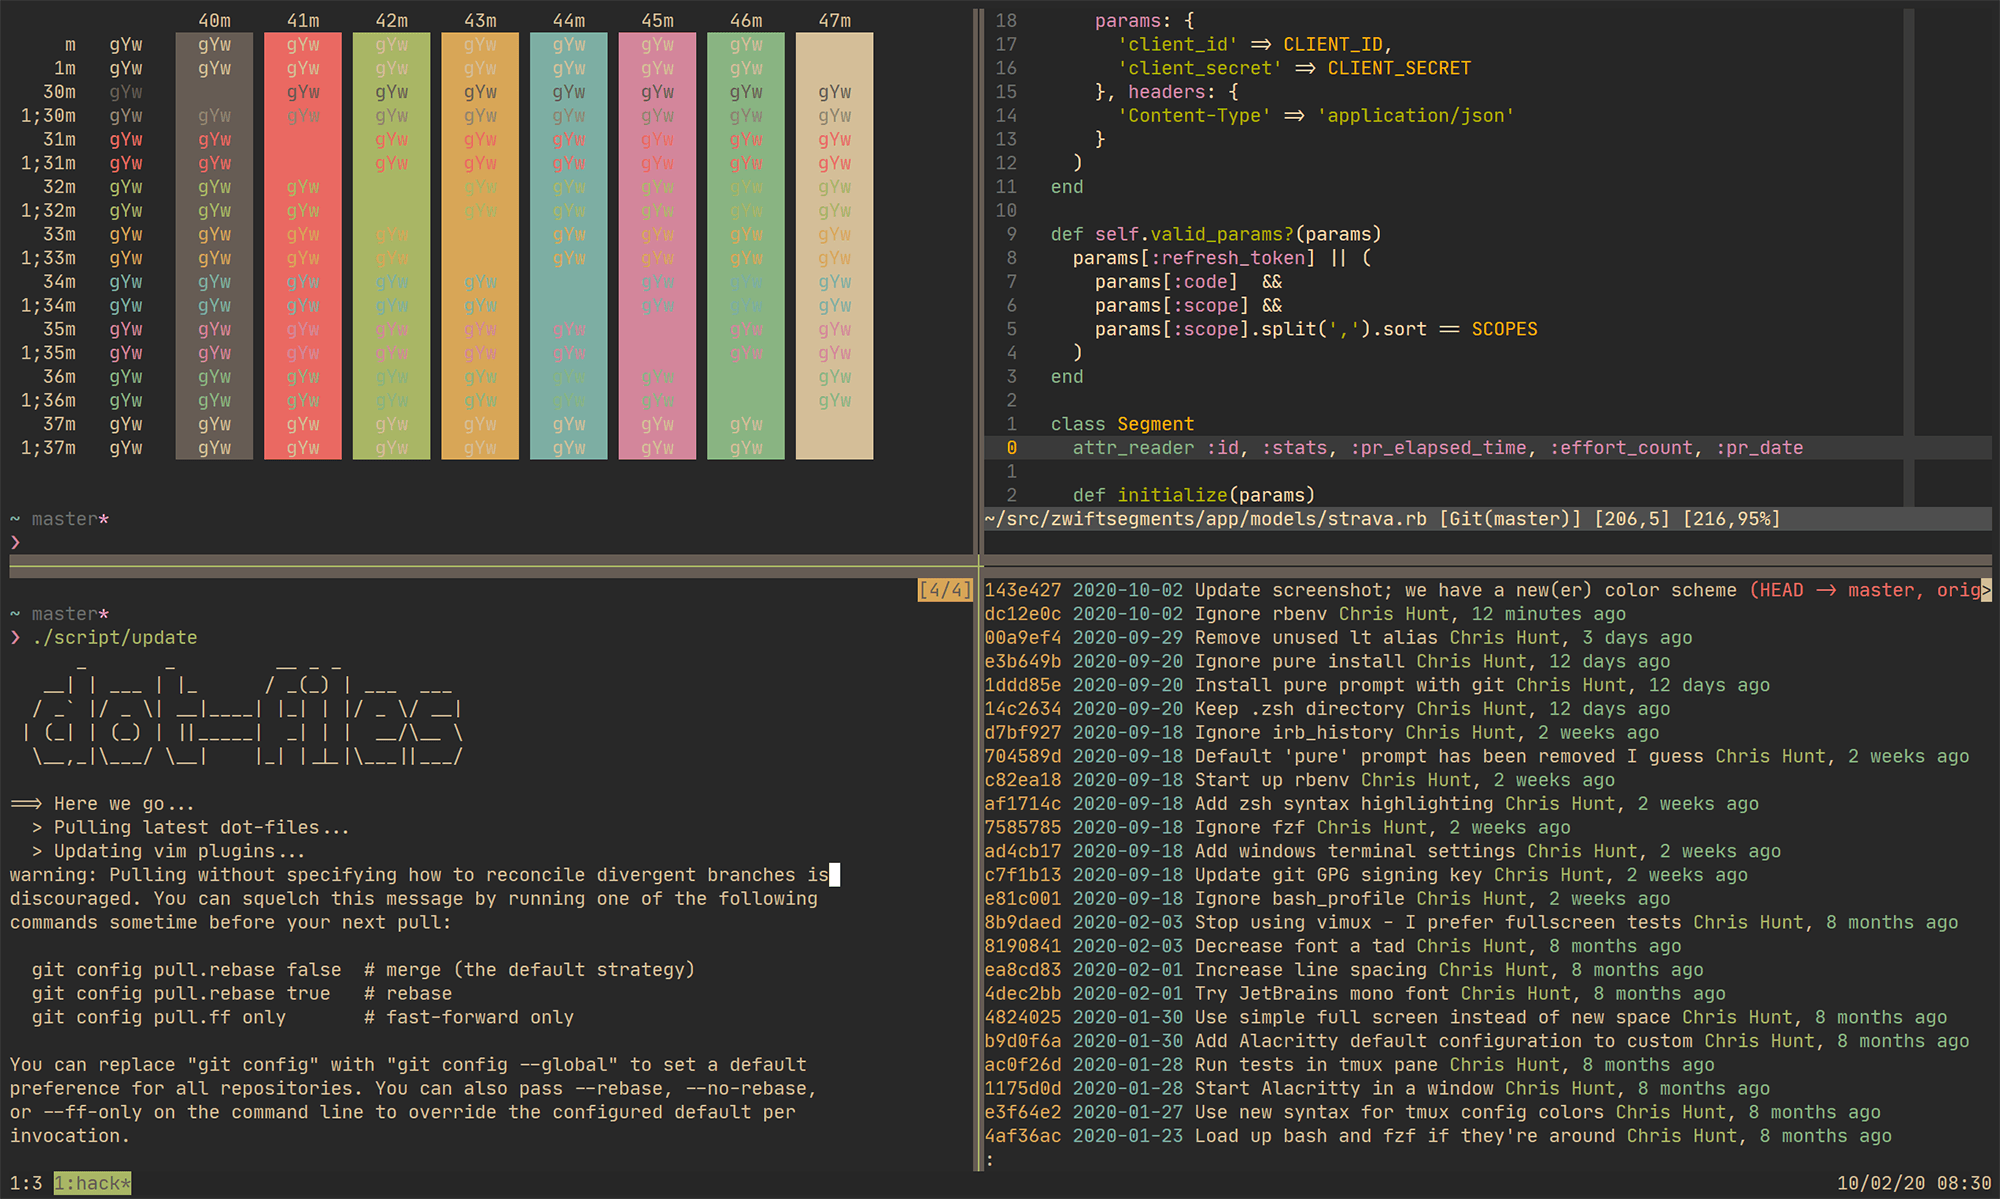 40m 41m 42m 43m 44m 45m 46m 47m
m gYw gYw gYw gYw gYw gYw gYw gYw
1m gYw gYw gYw gYw gYw gYw gYw gYw
30m gYw gYw gYw gYw gYw gYw gYw gYw
1;30m gYw gYw gYw gYw gYw gYw gYw gYw gYw
31m gYw gYw gYw gYw gYw gYw gYw gYw
1;31m gYw gYw gYw gYw gYw gYw gYw gYw
32m gYw gYw gYw gYw gYw gYw gYw gYw
1;32m gYw gYw gYw gYw gYw gYw gYw gYw
33m gYw gYw gYw gYw gYw gYw gYw gYw
1;33m gYw gYw gYw gYw gYw gYw gYw gYw
34m gYw gYw gYw gYw gYw gYw gYw gYw
1;34m gYw gYw gYw gYw gYw gYw gYw gYw
35m gYw gYw gYw gYw gYw gYw gYw gYw
1;35m gYw gYw gYw gYw gYw gYw gYw gYw
36m gYw gYw gYw gYw gYw gYw gYw gYw
1;36m gYw gYw gYw gYw gYw gYw gYw gYw
37m gYw gYw gYw gYw gYw gYw gYw gYw
1;37m gYw gYw gYw gYw gYw gYw gYw gYw
~ master*
❯
18 params: {
17 'client_id' => CLIENT_ID,
16 'client_secret' => CLIENT_SECRET
15 }, headers: {
14 'Content-Type' => 'application/json'
13 }
12 )
11 end
10
9 def self.valid_params?(params)
8 params[:refresh_token] || (
7 params[:code] &&
6 params[:scope] &&
5 params[:scope].split(',').sort == SCOPES
4 )
3 end
2
1 class Segment
0 attr_reader :id, :stats, :pr_elapsed_time, :effort_count, :pr_date
1
2 def initialize(params)
~/src/zwiftsegments/app/models/strava.rb [Git(master)] [206,5] [216,95%]
[4/4]
~ master*
❯ ./script/update
dot-files
==> Here we go...
> Pulling latest dot-files...
> Updating vim plugins...
warning: Pulling without specifying how to reconcile divergent branches is
discouraged. You can squelch this message by running one of the following
commands sometime before your next pull:
git config pull.rebase false # merge (the default strategy)
git config pull.rebase true # rebase
git config pull.ff only # fast-forward only
You can replace "git config" with "git config --global" to set a default
preference for all repositories. You can also pass --rebase, --no-rebase,
or --ff-only on the command line to override the configured default per
invocation.
143e427 2020-10-02 Update screenshot; we have a new(er) color scheme (HEAD -> master, orig>
dc12e0c 2020-10-02 Ignore rbenv Chris Hunt, 12 minutes ago
00a9ef4 2020-09-29 Remove unused lt alias Chris Hunt, 3 days ago
e3b649b 2020-09-20 Ignore pure install Chris Hunt, 12 days ago
1ddd85e 2020-09-20 Install pure prompt with git Chris Hunt, 12 days ago
14c2634 2020-09-20 Keep .zsh directory Chris Hunt, 12 days ago
d7bf927 2020-09-18 Ignore irb_history Chris Hunt, 2 weeks ago
704589d 2020-09-18 Default 'pure' prompt has been removed I guess Chris Hunt, 2 weeks ago
c82ea18 2020-09-18 Start up rbenv Chris Hunt, 2 weeks ago
af1714c 2020-09-18 Add zsh syntax highlighting Chris Hunt, 2 weeks ago
7585785 2020-09-18 Ignore fzf Chris Hunt, 2 weeks ago
ad4cb17 2020-09-18 Add windows terminal settings Chris Hunt, 2 weeks ago
c7f1b13 2020-09-18 Update git GPG signing key Chris Hunt, 2 weeks ago
e81c001 2020-09-18 Ignore bash_profile Chris Hunt, 2 weeks ago
8b9daed 2020-02-03 Stop using vimux - I prefer fullscreen tests Chris Hunt, 8 months ago
8190841 2020-02-03 Decrease font a tad Chris Hunt, 8 months ago
ea8cd83 2020-02-01 Increase line spacing Chris Hunt, 8 months ago
4dec2bb 2020-02-01 Try JetBrains mono font Chris Hunt, 8 months ago
4824025 2020-01-30 Use simple full screen instead of new space Chris Hunt, 8 months ago
b9d0f6a 2020-01-30 Add Alacritty default configuration to custom Chris Hunt, 8 months ago
ac0f26d 2020-01-28 Run tests in tmux pane Chris Hunt, 8 months ago
1175d0d 2020-01-28 Start Alacritty in a window Chris Hunt, 8 months ago
e3f64e2 2020-01-27 Use new syntax for tmux config colors Chris Hunt, 8 months ago
4af36ac 2020-01-23 Load up bash and fzf if they're around Chris Hunt, 8 months ago
:
1:3 1:hack* 10/02/20 08:30